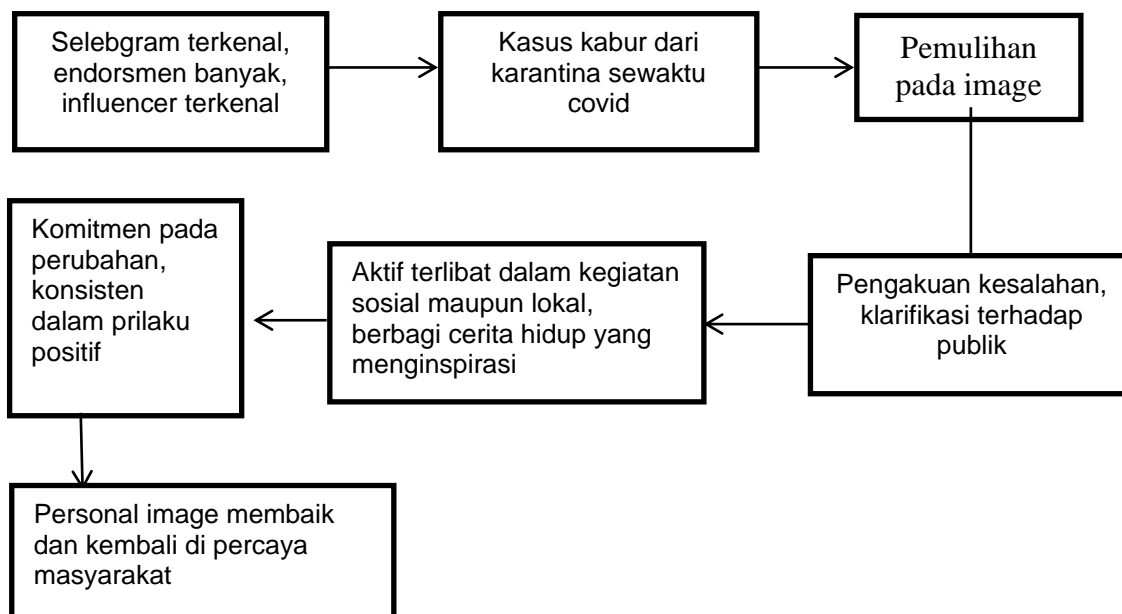 Selebgram terkenal,
endorsmen banyak,
influencer terkenal
Kasus kabur dari
karantina sewaktu
covid
Pemulihan
pada image
Pengakuan kesalahan,
klarifikasi terhadap
publik
Aktif terlibat dalam kegiatan
sosial maupun lokal,
berbagi cerita hidup yang
menginspirasi
Komitmen pada
perubahan,
konsisten
dalam prilaku
positif
Personal image membaik
dan kembali di percaya
masyarakat